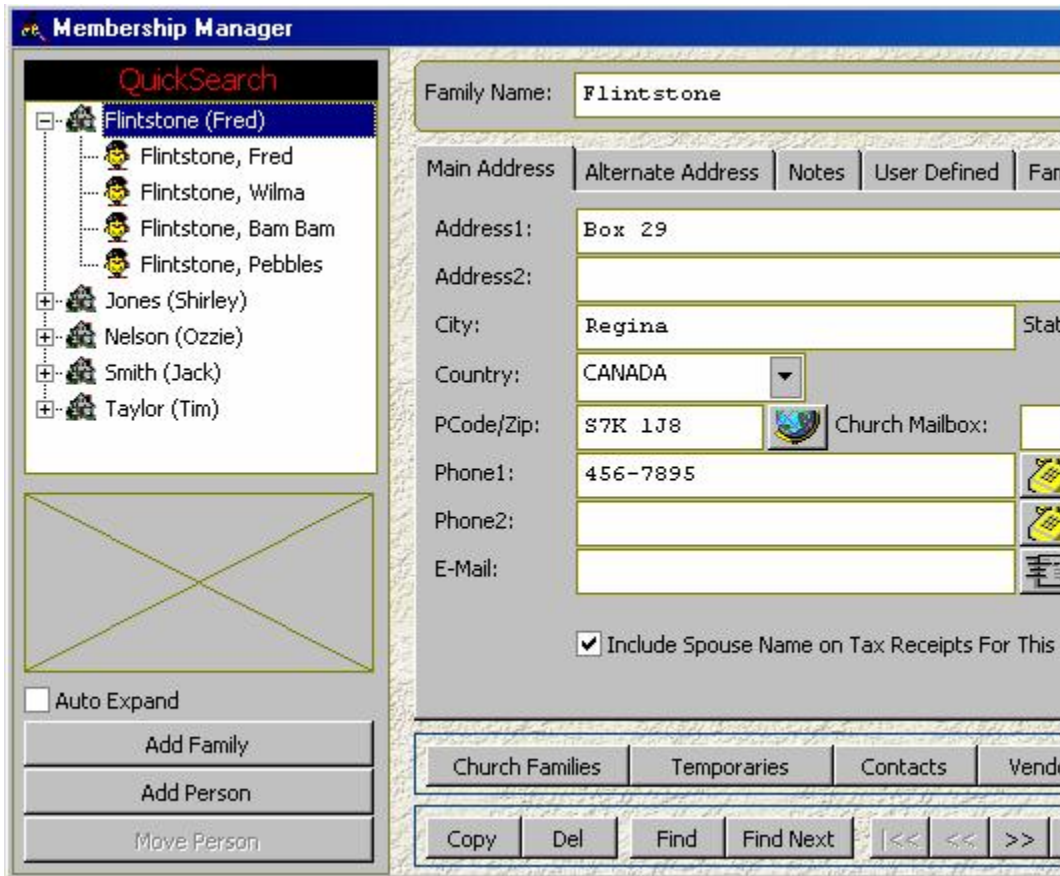 Membership Manager
QuickSearch
Flintstone (Fred)
Flintstone, Fred
Flintstone, Wilma
Flintstone, Bam Bam
Flintstone, Pebbles
Jones (Shirley)
Nelson (Ozzie)
Smith (Jack)
Taylor (Tim)
Auto Expand
Add Family
Add Person
Move Person
Family Name: Flintstone
Main Address Alternate Address Notes User Defined Fam
Address1: Box 29
Address2:
City: Regina Stat
Country: CANADA
PCode/Zip: S7K 1J8 Church Mailbox:
Phone1: 456-7895
Phone2:
E-Mail:
Include Spouse Name on Tax Receipts For This
Church Families Temporaries Contacts Vend
Copy Del Find Find Next |<< << >>